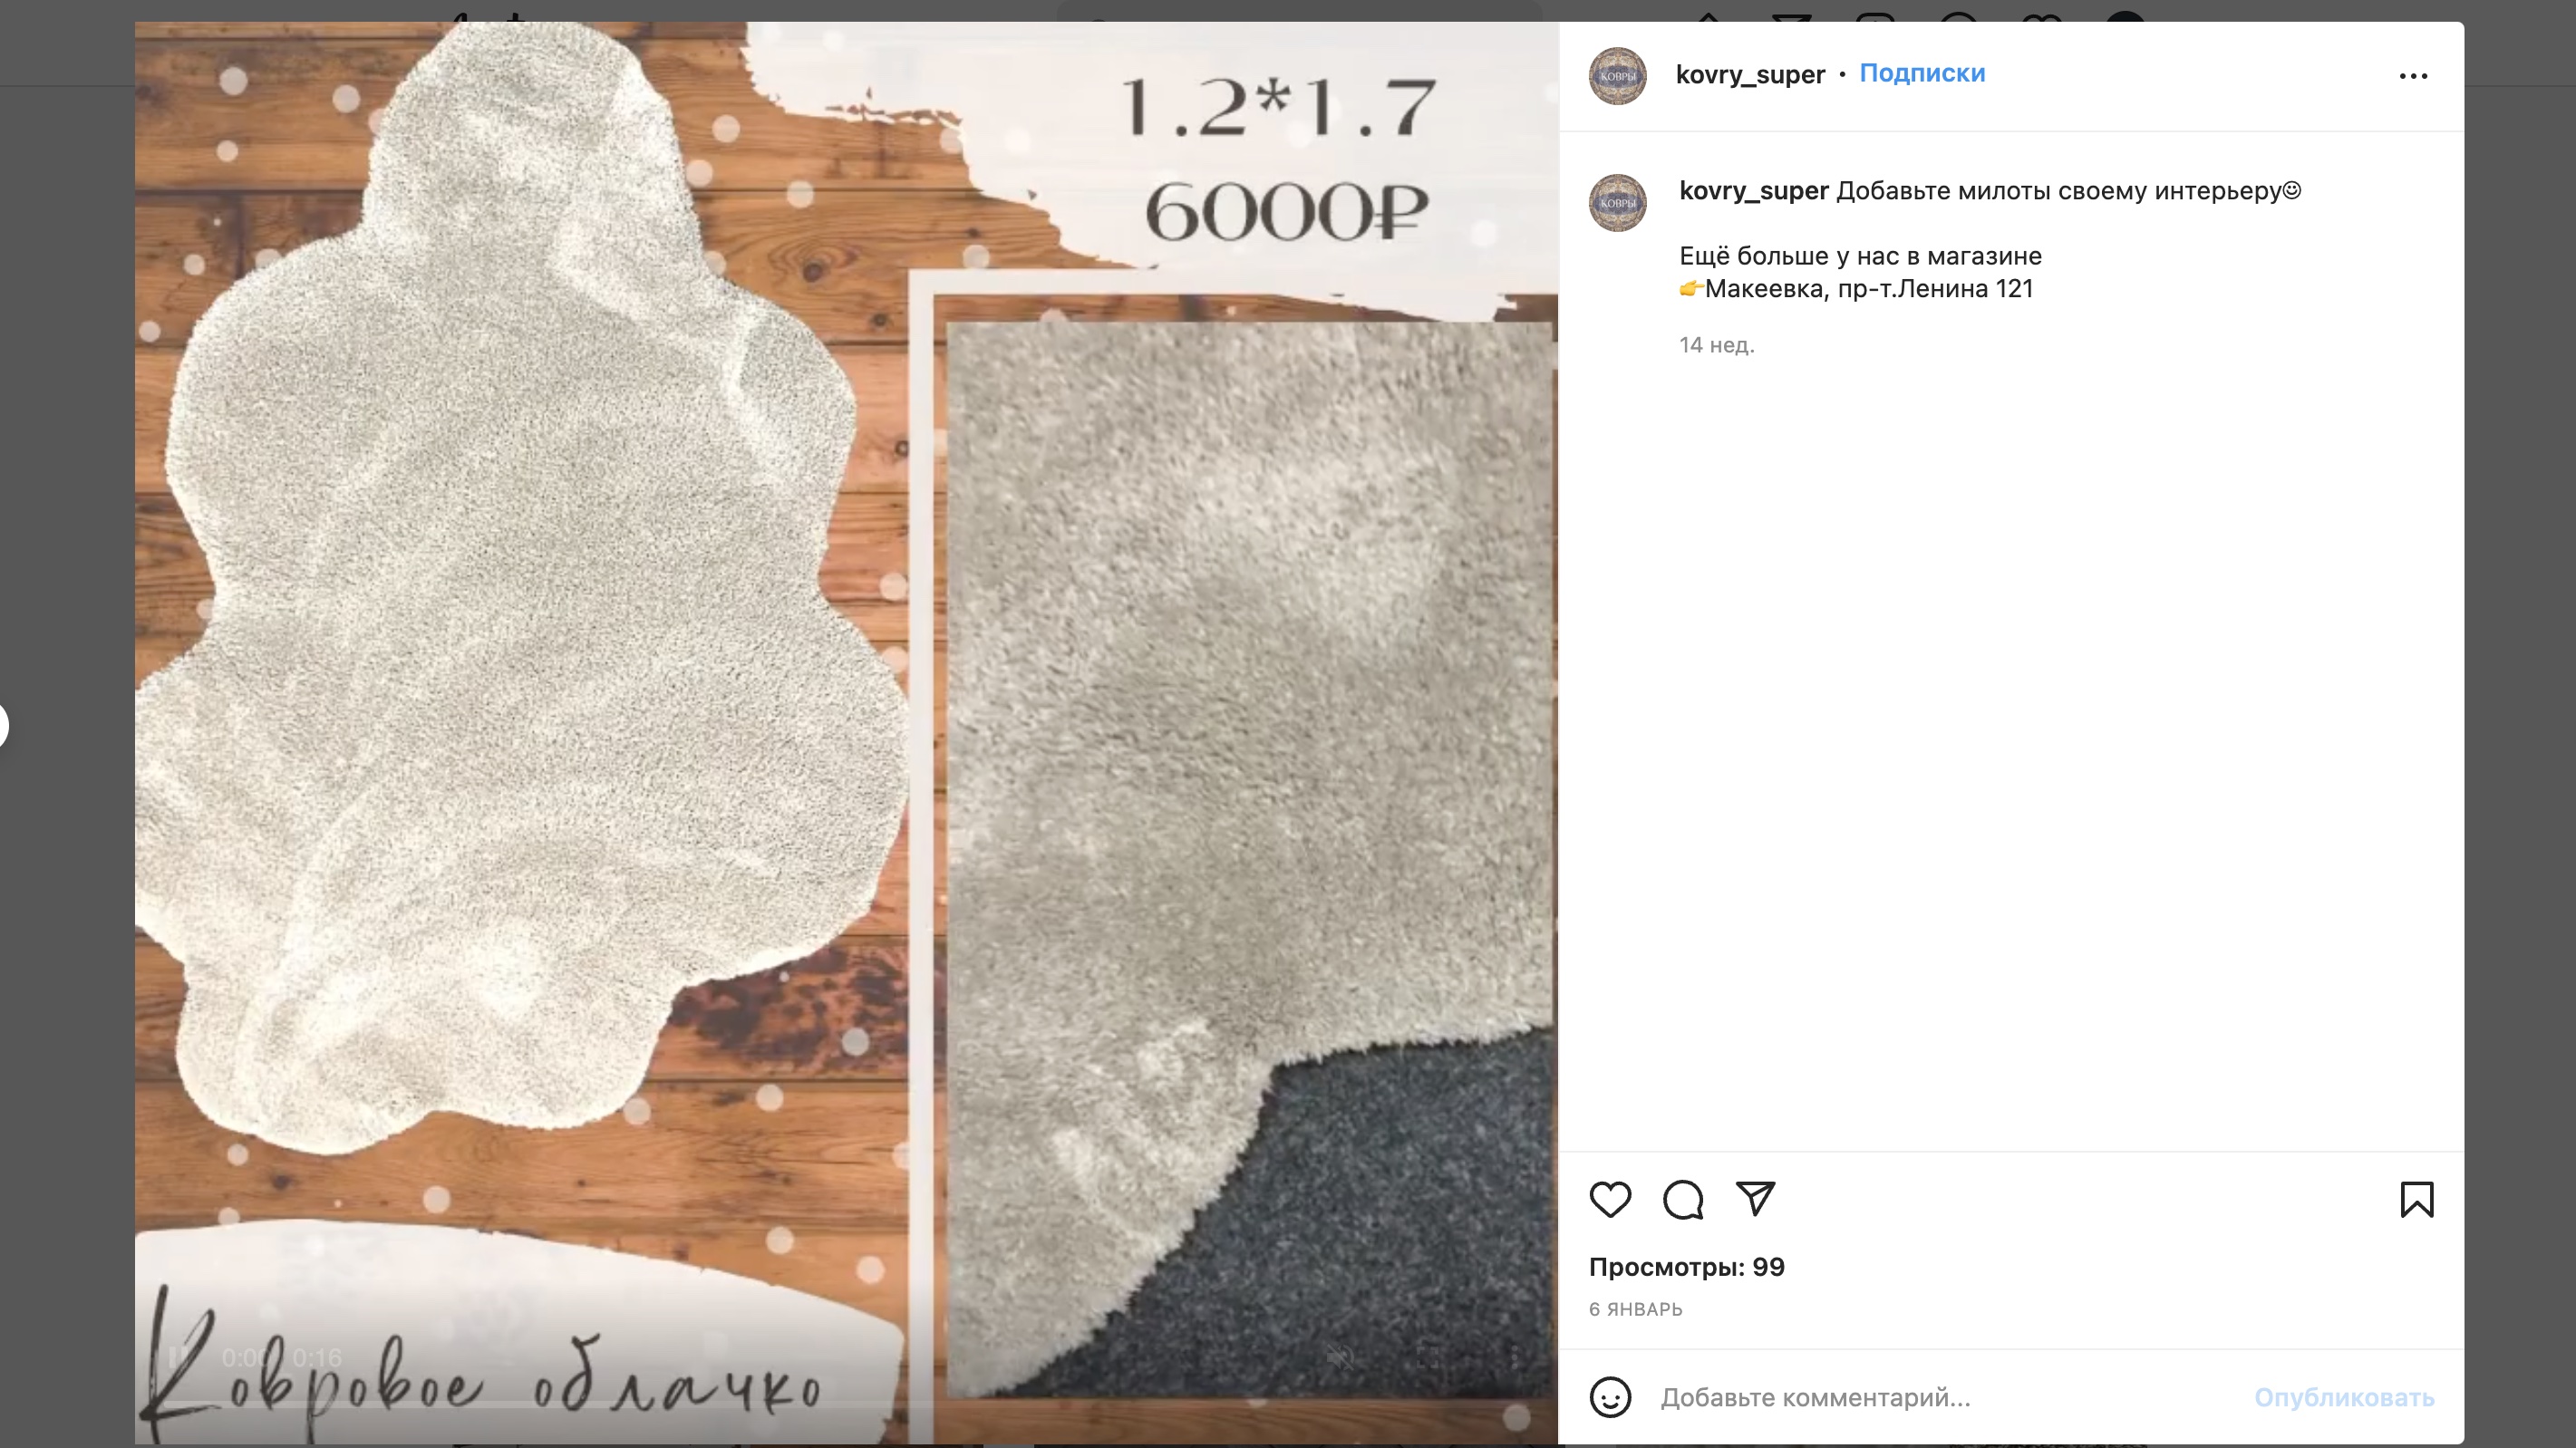 1.2*1.7
6000₽
Ковровое облачко
0:00 0:16
КОВРЫ
kovry_super • Подписки
КОВРЫ
kovry_super Добавьте милоты своему интерьеру☺
Ещё больше у нас в магазине
👉Макеевка, пр-т.Ленина 121
14 нед.
Просмотры: 99
6 ЯНВАРЬ
Добавьте комментарий...
Опубликовать